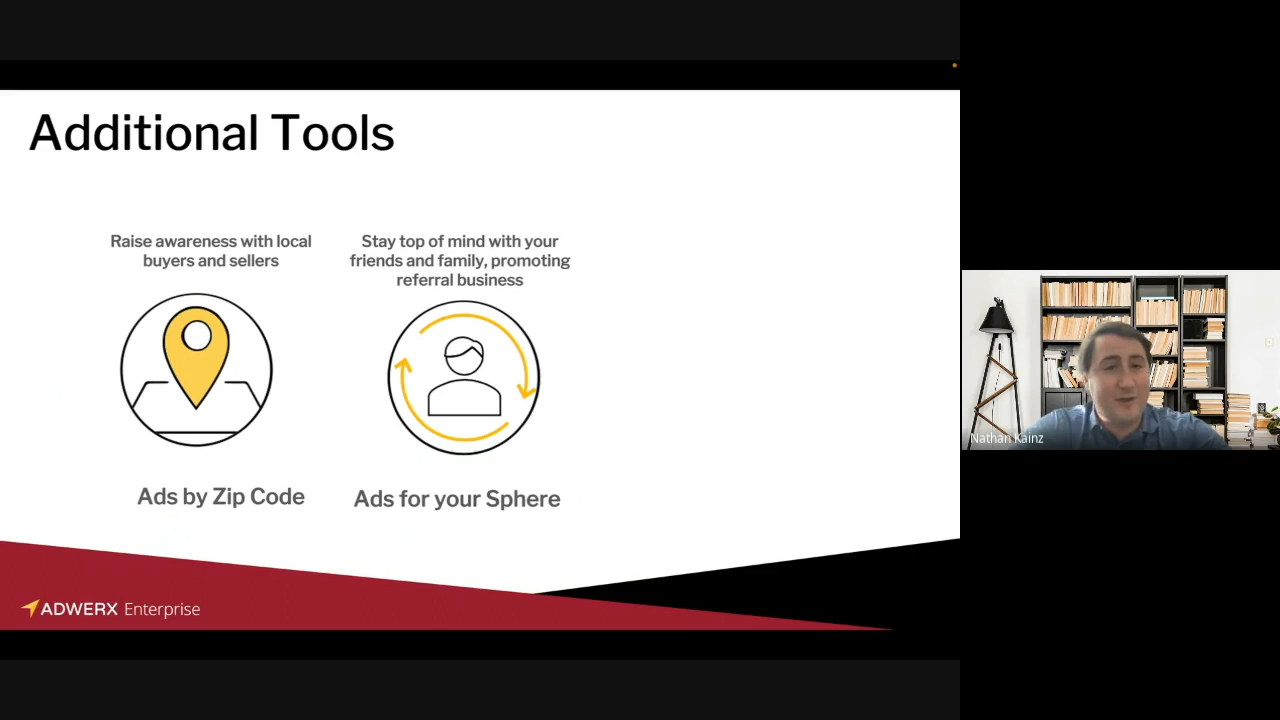 Additional Tools
Raise awareness with local
buyers and sellers
Stay top of mind with your
friends and family, promoting
referral business
Ads by Zip Code
Ads for your Sphere
ADWERX Enterprise
Nathan Kainz